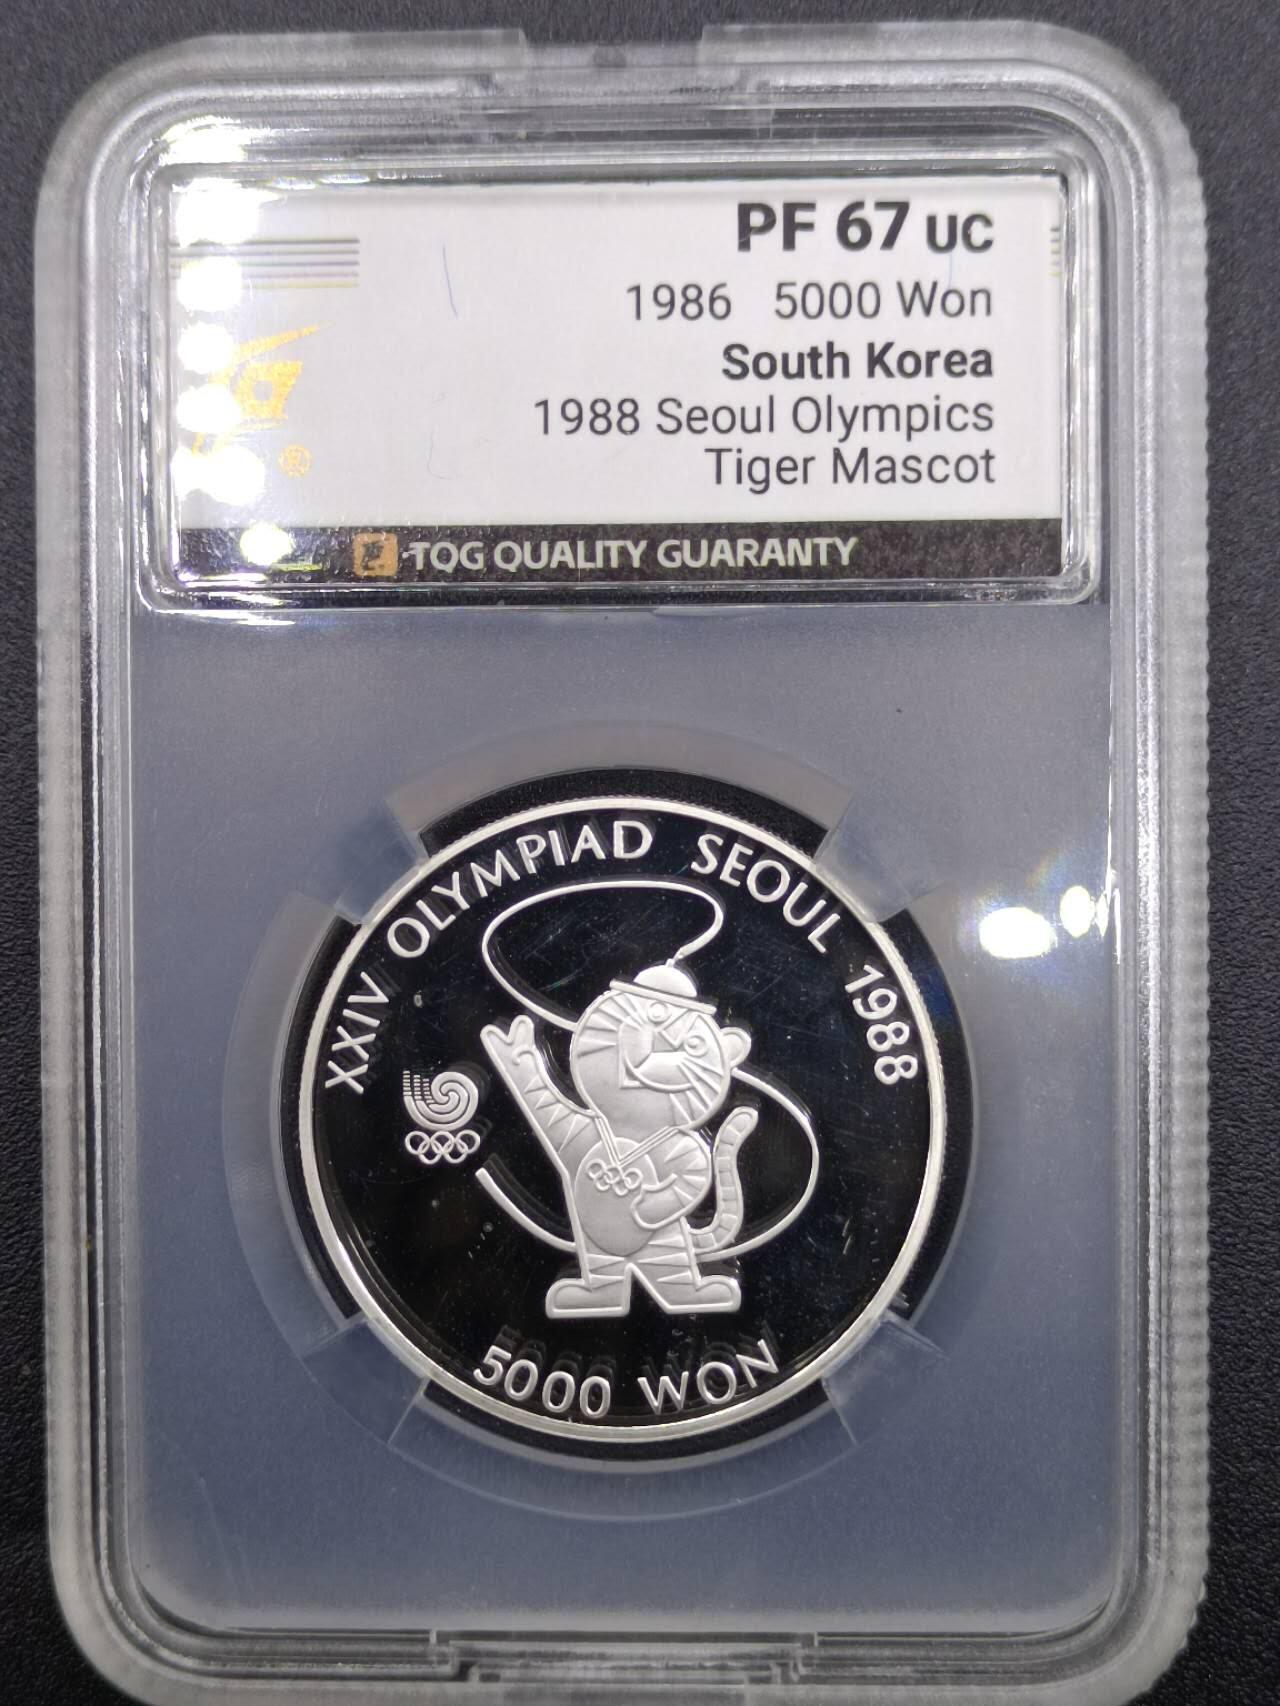 PF 67 UC
1986 5000 Won
South Korea
1988 Seoul Olympics
Tiger Mascot
®
TQG QUALITY GUARANTY
XXIV OLYMPIAD SEOUL 1988
5000 WON